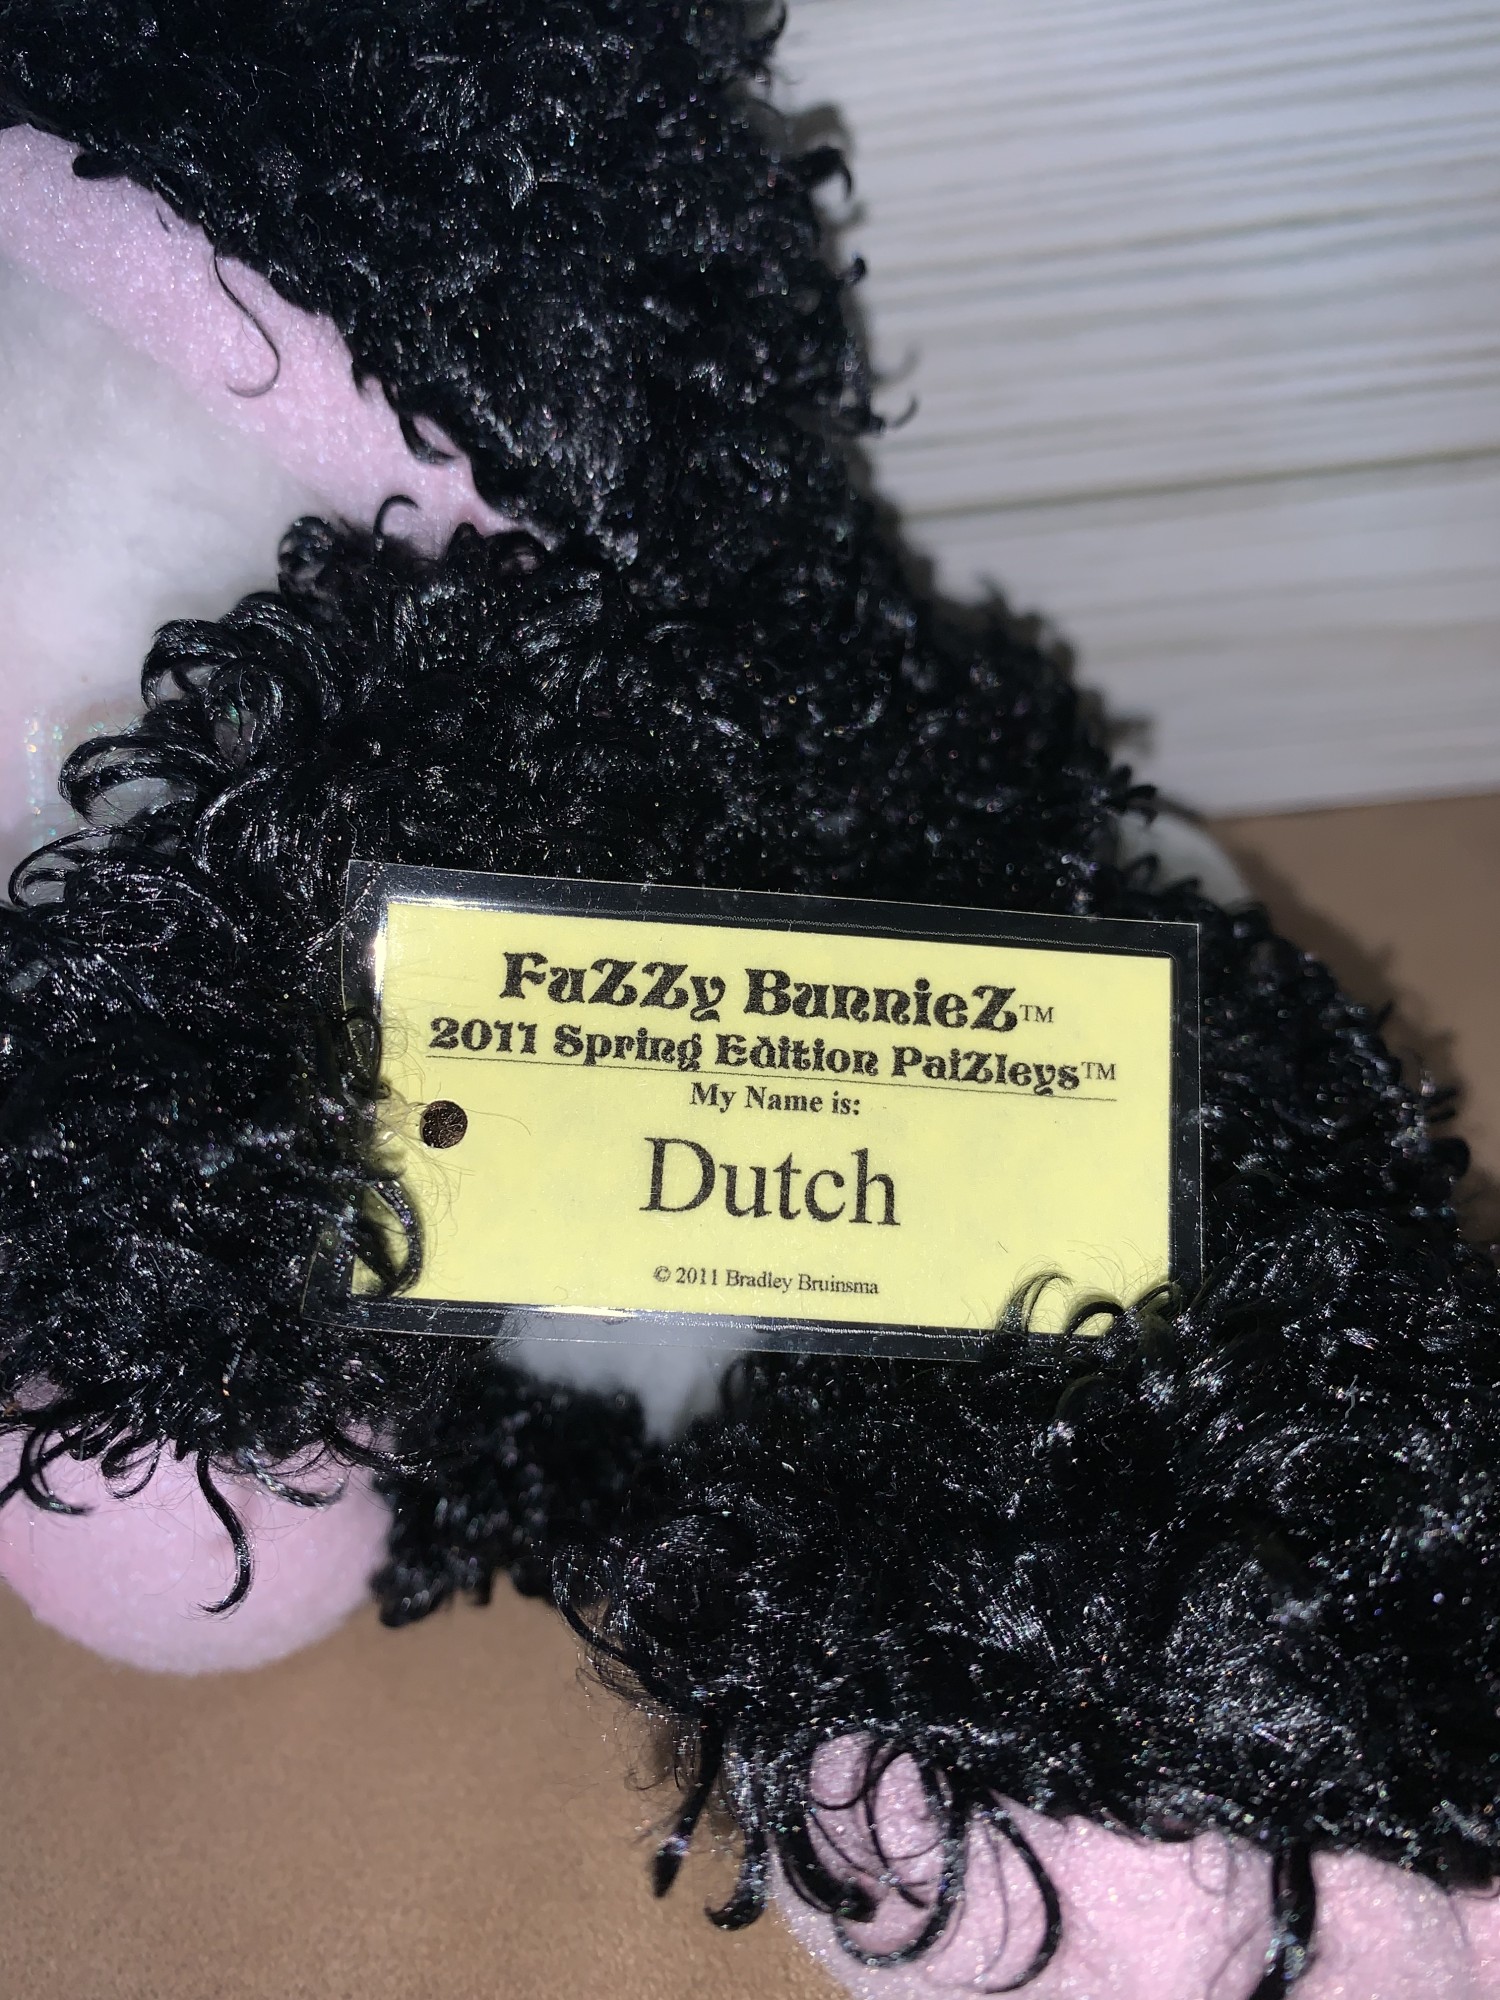 FuZZy BunnieZ™
2011 Spring Edition PaiZleys™
My Name is:
Dutch
© 2011 Bradley Bruinsma